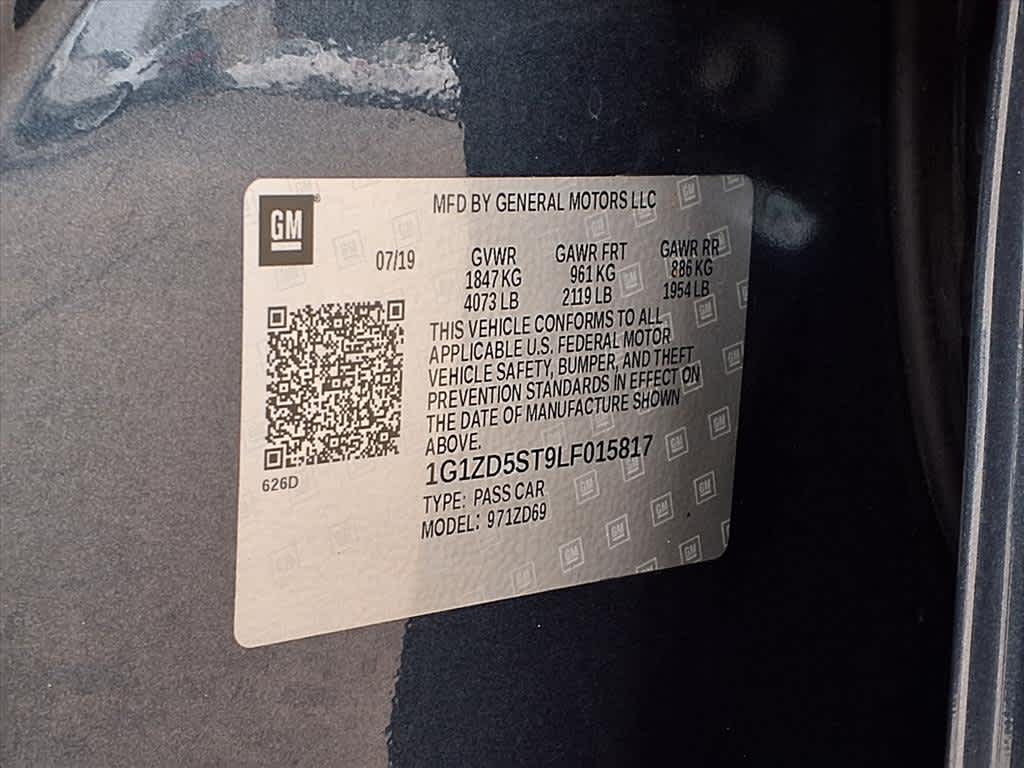 GM
MFD BY GENERAL MOTORS LLC
07/19
GVWR GAWR FRT GAWR RR
1847 KG 961 KG 886 KG
4073 LB 2119 LB 1954 LB
THIS VEHICLE CONFORMS TO ALL
APPLICABLE U.S. FEDERAL MOTOR
VEHICLE SAFETY, BUMPER, AND THEFT
PREVENTION STANDARDS IN EFFECT ON
THE DATE OF MANUFACTURE SHOWN
ABOVE.
1G1ZD5ST9LF015817
TYPE: PASS CAR
MODEL: 971ZD69
626D